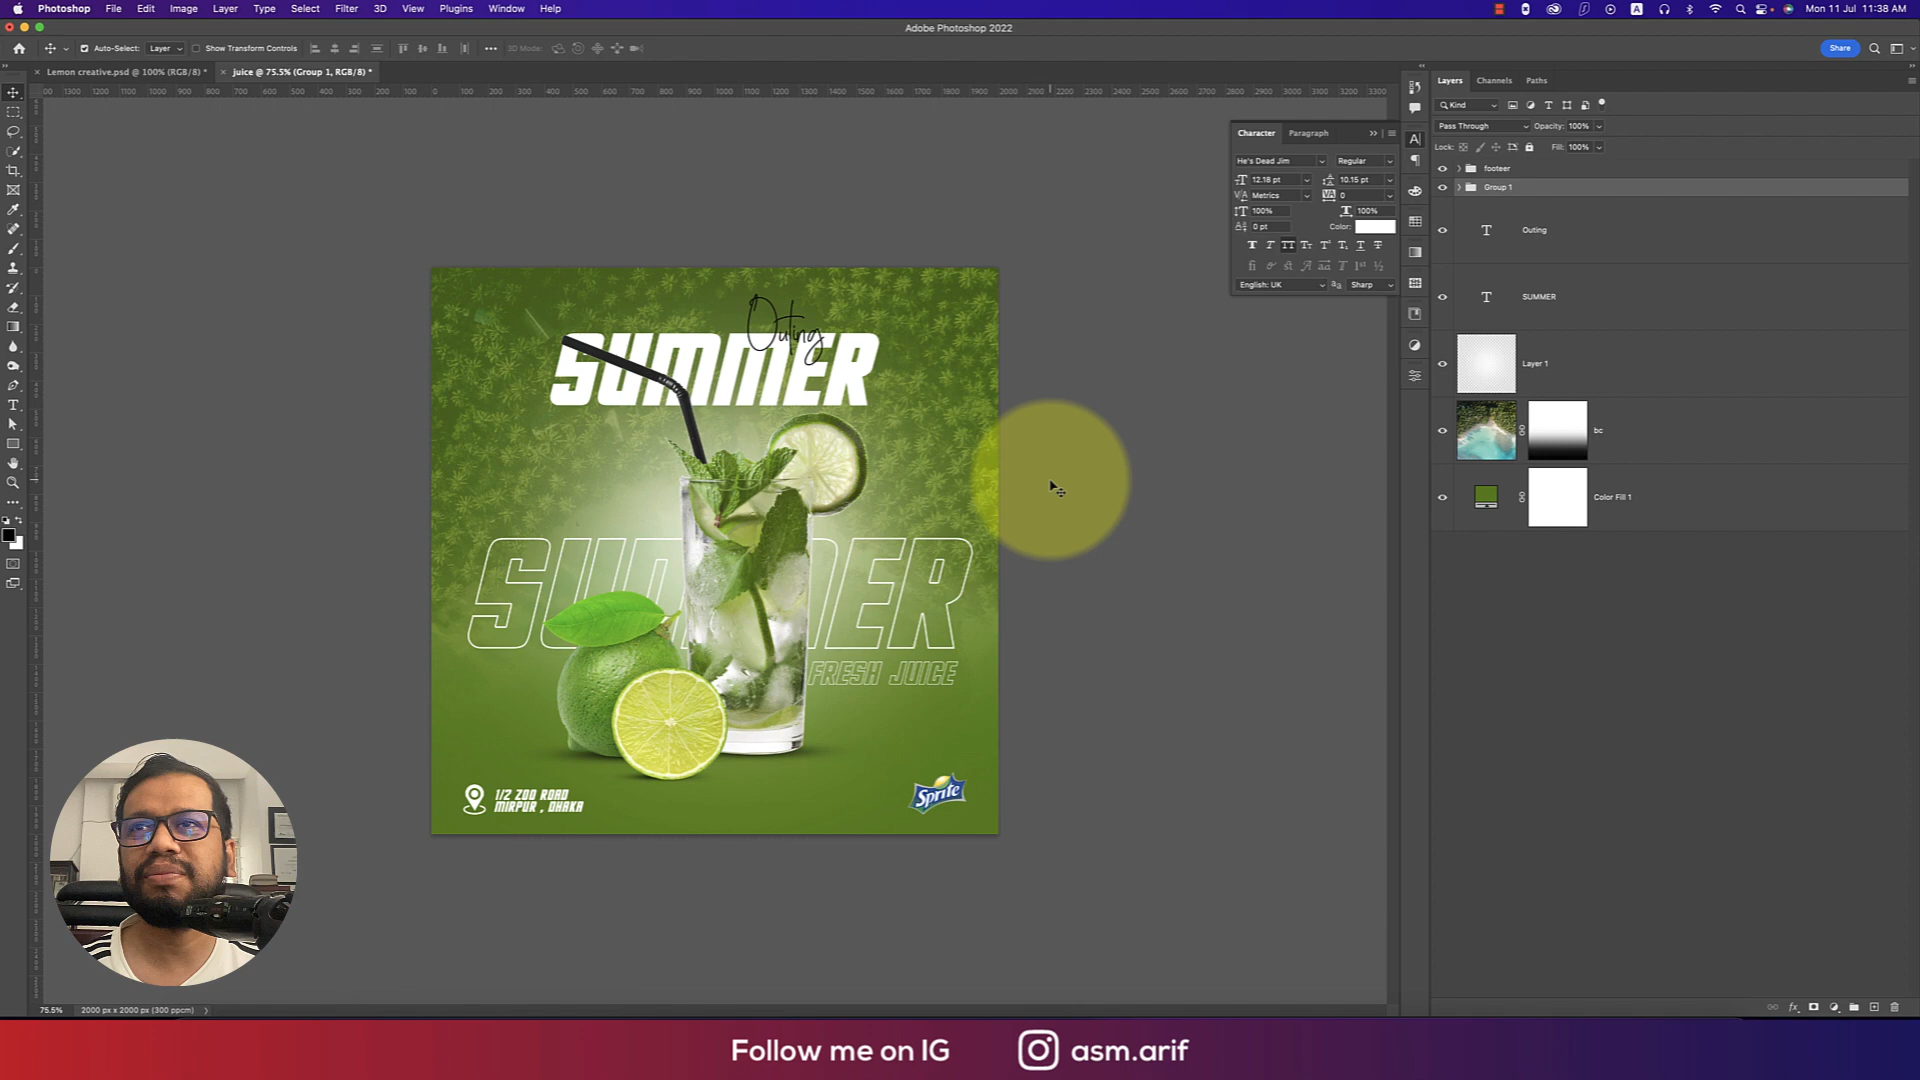 Photoshop File Edit Image Layer Type Select Filter 3D View Plugins Window Help
Mon 11 Jul 11:38 AM
Adobe Photoshop 2022
Auto-Select: Layer Show Transform Controls 3D Mode: Share
Lemon creative.psd @ 100% (RGB/8) * juice @ 75.5% (Group 1, RGB/8) *
Layers Channels Paths
Kind
Pass Through Opacity: 100%
Lock: Fill: 100%
footeer
Group 1
Outing
SUMMER
Layer 1
bc
Color Fill 1
Character Paragraph
He's Dead Jim Regular
12.18 pt 10.15 pt
Metrics 0
100% 100%
0 pt Color:
English: UK Sharp
Outing
SUMMER
SUMMER
FRESH JUICE
1/2 ZOO ROAD
MIRPUR , DHAKA
Sprite
75.5% 2000 px x 2000 px (300 ppcm)
Follow me on IG asm.arif